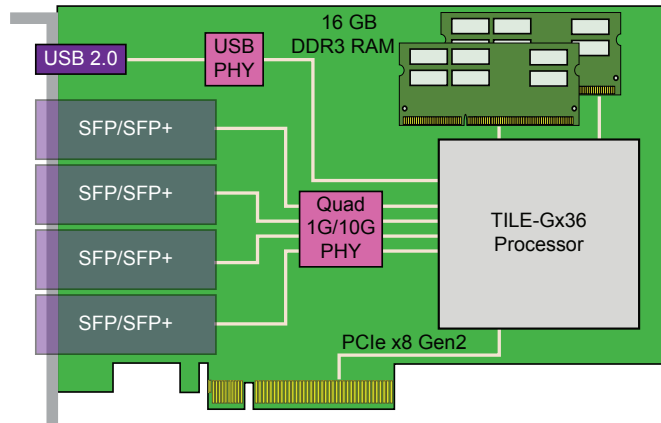 16 GB
DDR3 RAM
USB 2.0
USB
PHY
SFP/SFP+
SFP/SFP+
SFP/SFP+
SFP/SFP+
Quad
1G/10G
PHY
TILE-Gx36
Processor
PCIe x8 Gen2